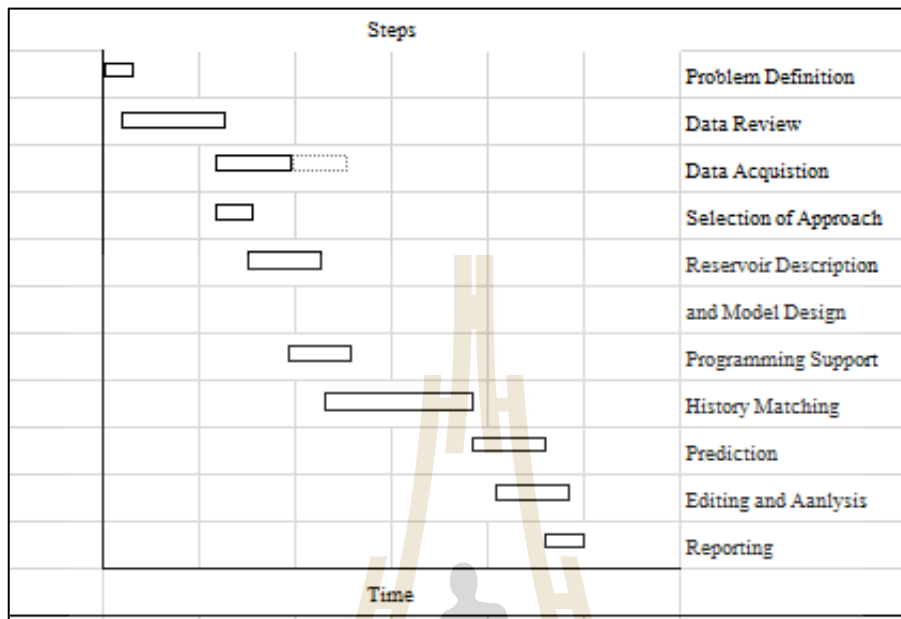 Steps
Problem Definition
Data Review
Data Acquistion
Selection of Approach
Reservoir Description
and Model Design
Programming Support
History Matching
Prediction
Editing and Aanlysis
Reporting
Time